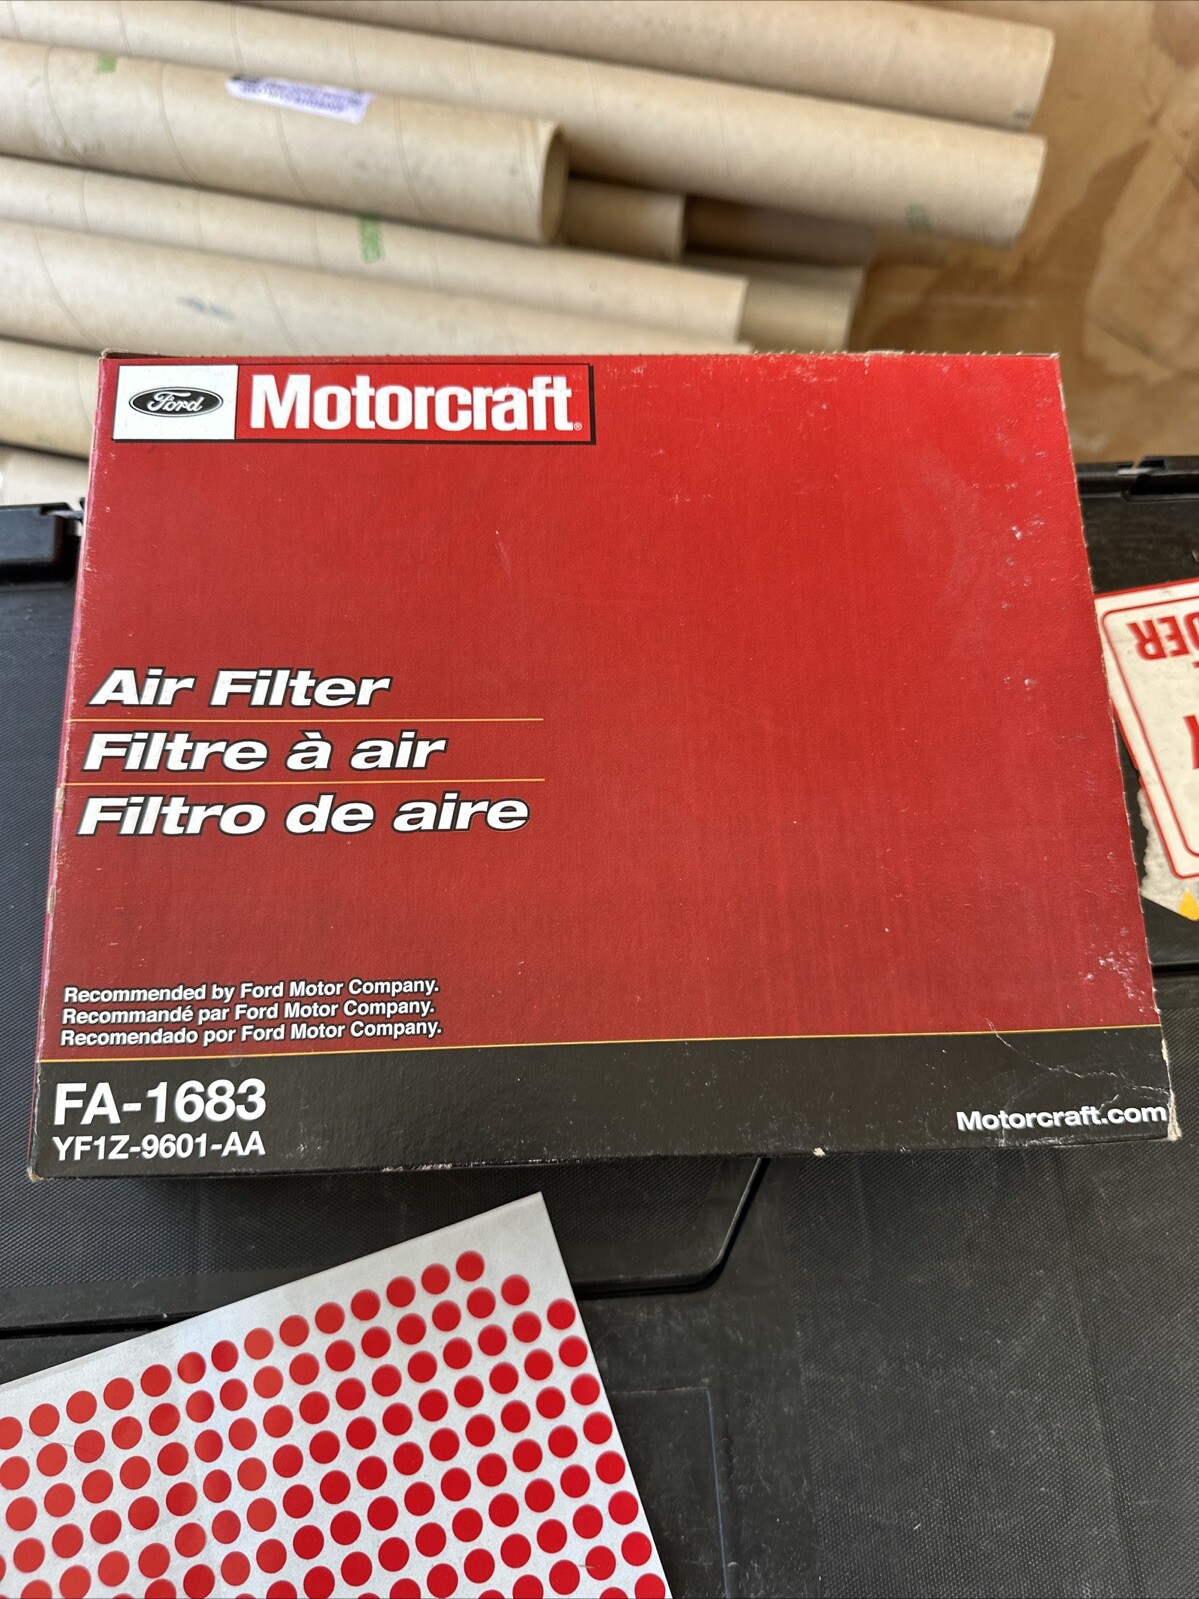 Ford Motorcraft®
Air Filter
Filtre à air
Filtro de aire
Recommended by Ford Motor Company.
Recommandé par Ford Motor Company.
Recomendado por Ford Motor Company.
FA-1683
YF1Z-9601-AA
Motorcraft.com